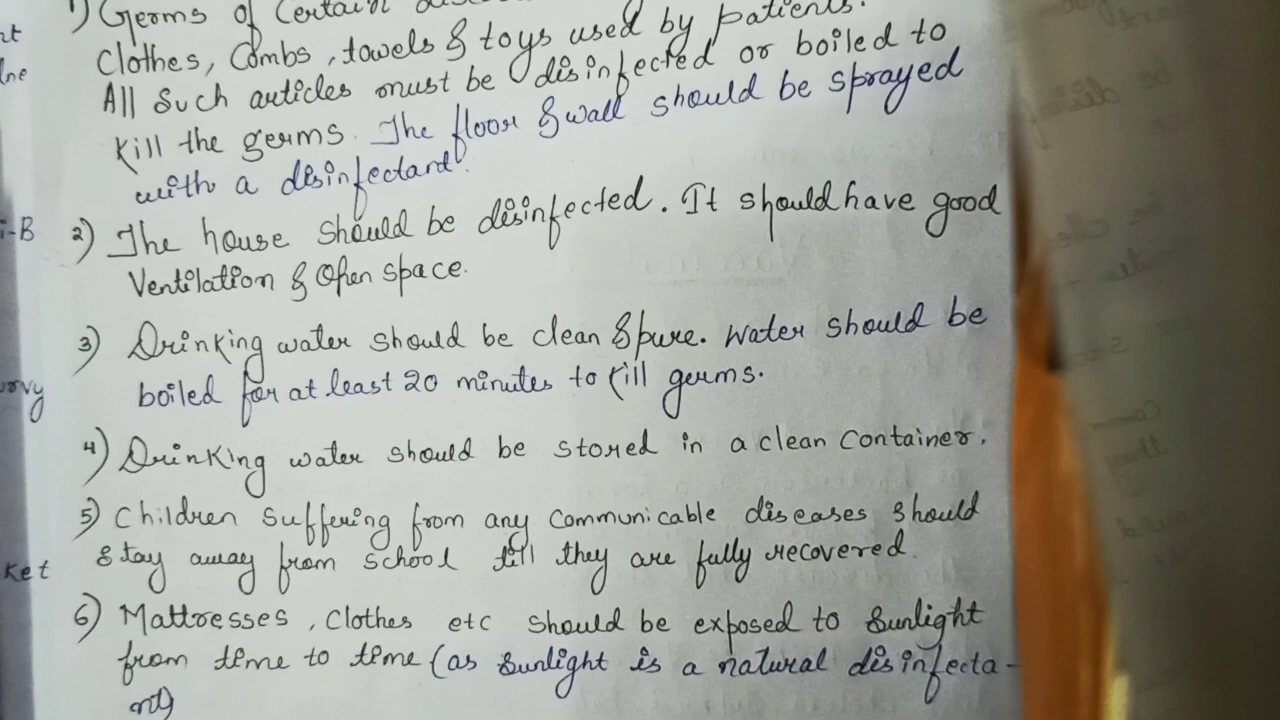 1) Germs of Certain
nt
Clothes, Combs, towels & toys used by patients.
lne
All Such articles must be disinfected or boiled to
Kill the germs. The floor & wall should be sprayed
with a disinfectant.
i-B
2) The house should be disinfected. It should have good
Ventilation & Open space.
3) Drinking water should be clean & pure. Water should be
boiled for at least 20 minutes to kill germs.
4) Drinking water should be stored in a clean Container.
5) Children Suffering from any Communicable diseases should
stay away from school till they are fully recovered.
ket
6) Mattresses, Clothes etc should be exposed to Sunlight
from time to time (as Sunlight is a natural disinfecta-
nt)